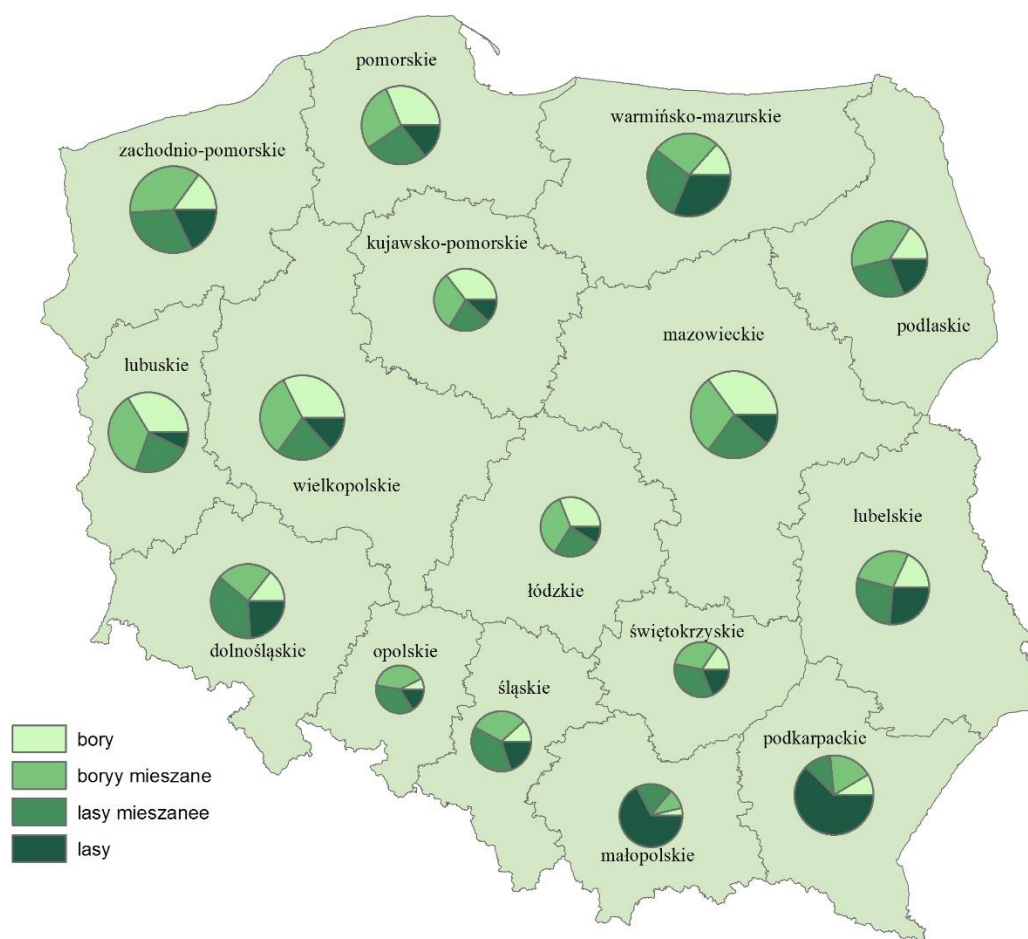 pomorskie
warmińsko-mazurskie
zachodnio-pomorskie
kujawsko-pomorskie
podlaskie
mazowieckie
lubuskie
wielkopolskie
lubelskie
łódzkie
dolnośląskie
opolskie
świętokrzyskie
śląskie
podkarpackie
małopolskie
bory
boryy mieszane
lasy mieszanee
lasy